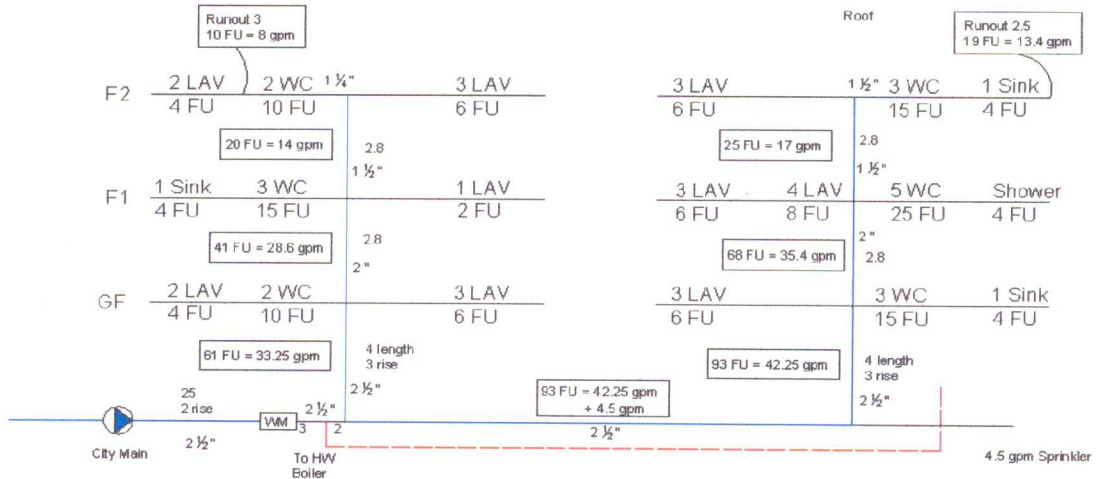 Roof
Runout 3
10 FU = 8 gpm
Runout 2.5
19 FU = 13.4 gpm
F2
2 LAV
4 FU
2 WC
10 FU
1 ¼"
3 LAV
6 FU
3 LAV
6 FU
1 ½"
3 WC
15 FU
1 Sink
4 FU
20 FU = 14 gpm
2.8
1 ½"
25 FU = 17 gpm
2.8
1 ½"
F1
1 Sink
4 FU
3 WC
15 FU
1 LAV
2 FU
3 LAV
6 FU
4 LAV
8 FU
5 WC
25 FU
Shower
4 FU
41 FU = 28.6 gpm
2.8
2 "
68 FU = 35.4 gpm
2 "
2.8
GF
2 LAV
4 FU
2 WC
10 FU
3 LAV
6 FU
3 LAV
6 FU
3 WC
15 FU
1 Sink
4 FU
61 FU = 33.25 gpm
4 length
3 rise
2 ½"
93 FU = 42.25 gpm
4 length
3 rise
2 ½"
93 FU = 42.25 gpm
+ 4.5 gpm
2 ½"
25
2 rise
2 ½"
WM
2 ½"
3
2
City Main
To HW
Boiler
4.5 gpm Sprinkler